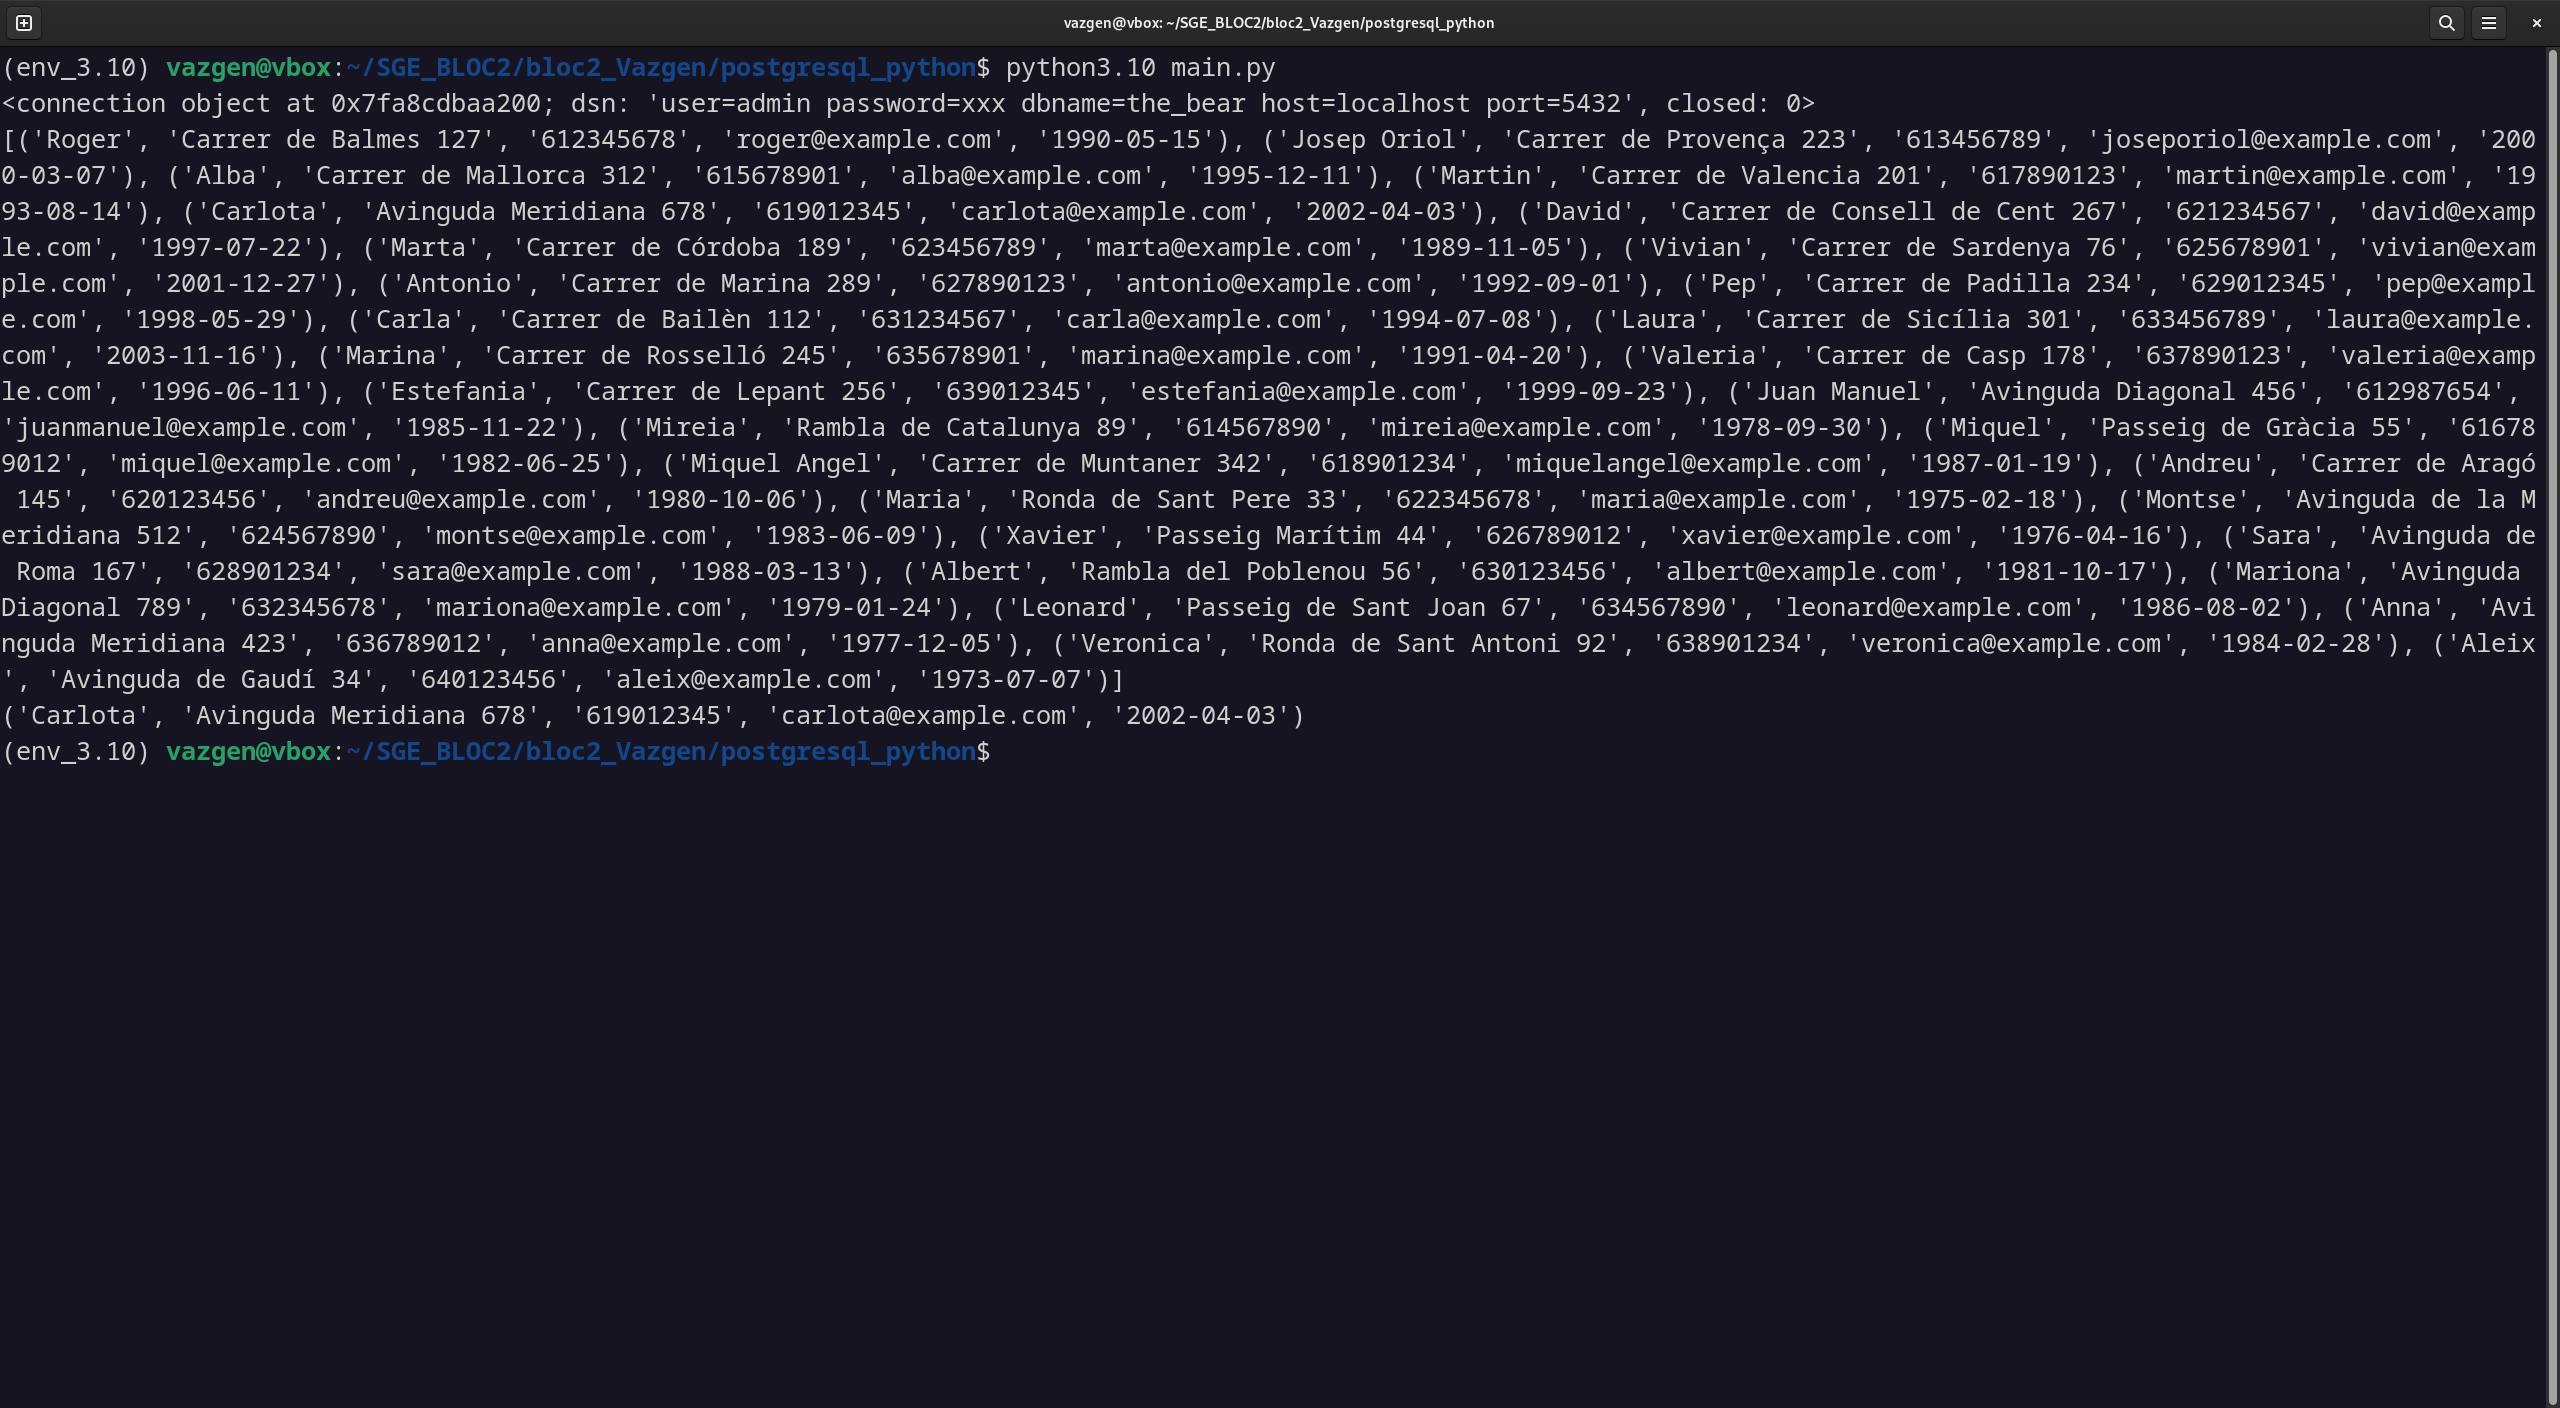 vazgen@vbox: ~/SGE_BLOC2/bloc2_Vazgen/postgresql_python
(env_3.10) vazgen@vbox:~/SGE_BLOC2/bloc2_Vazgen/postgresql_python$ python3.10 main.py
<connection object at 0x7fa8cdbaa200; dsn: 'user=admin password=xxx dbname=the_bear host=localhost port=5432', closed: 0>
[('Roger', 'Carrer de Balmes 127', '612345678', 'roger@example.com', '1990-05-15'), ('Josep Oriol', 'Carrer de Provença 223', '613456789', 'joseporiol@example.com', '200
0-03-07'), ('Alba', 'Carrer de Mallorca 312', '615678901', 'alba@example.com', '1995-12-11'), ('Martin', 'Carrer de Valencia 201', '617890123', 'martin@example.com', '19
93-08-14'), ('Carlota', 'Avinguda Meridiana 678', '619012345', 'carlota@example.com', '2002-04-03'), ('David', 'Carrer de Consell de Cent 267', '621234567', 'david@examp
le.com', '1997-07-22'), ('Marta', 'Carrer de Córdoba 189', '623456789', 'marta@example.com', '1989-11-05'), ('Vivian', 'Carrer de Sardenya 76', '625678901', 'vivian@exam
ple.com', '2001-12-27'), ('Antonio', 'Carrer de Marina 289', '627890123', 'antonio@example.com', '1992-09-01'), ('Pep', 'Carrer de Padilla 234', '629012345', 'pep@exampl
e.com', '1998-05-29'), ('Carla', 'Carrer de Bailèn 112', '631234567', 'carla@example.com', '1994-07-08'), ('Laura', 'Carrer de Sicília 301', '633456789', 'laura@example.
com', '2003-11-16'), ('Marina', 'Carrer de Rosselló 245', '635678901', 'marina@example.com', '1991-04-20'), ('Valeria', 'Carrer de Casp 178', '637890123', 'valeria@examp
le.com', '1996-06-11'), ('Estefania', 'Carrer de Lepant 256', '639012345', 'estefania@example.com', '1999-09-23'), ('Juan Manuel', 'Avinguda Diagonal 456', '612987654',
'juanmanuel@example.com', '1985-11-22'), ('Mireia', 'Rambla de Catalunya 89', '614567890', 'mireia@example.com', '1978-09-30'), ('Miquel', 'Passeig de Gràcia 55', '61678
9012', 'miquel@example.com', '1982-06-25'), ('Miquel Angel', 'Carrer de Muntaner 342', '618901234', 'miquelangel@example.com', '1987-01-19'), ('Andreu', 'Carrer de Aragó
 145', '620123456', 'andreu@example.com', '1980-10-06'), ('Maria', 'Ronda de Sant Pere 33', '622345678', 'maria@example.com', '1975-02-18'), ('Montse', 'Avinguda de la M
eridiana 512', '624567890', 'montse@example.com', '1983-06-09'), ('Xavier', 'Passeig Marítim 44', '626789012', 'xavier@example.com', '1976-04-16'), ('Sara', 'Avinguda de
 Roma 167', '628901234', 'sara@example.com', '1988-03-13'), ('Albert', 'Rambla del Poblenou 56', '630123456', 'albert@example.com', '1981-10-17'), ('Mariona', 'Avinguda
Diagonal 789', '632345678', 'mariona@example.com', '1979-01-24'), ('Leonard', 'Passeig de Sant Joan 67', '634567890', 'leonard@example.com', '1986-08-02'), ('Anna', 'Avi
nguda Meridiana 423', '636789012', 'anna@example.com', '1977-12-05'), ('Veronica', 'Ronda de Sant Antoni 92', '638901234', 'veronica@example.com', '1984-02-28'), ('Aleix
', 'Avinguda de Gaudí 34', '640123456', 'aleix@example.com', '1973-07-07')]
('Carlota', 'Avinguda Meridiana 678', '619012345', 'carlota@example.com', '2002-04-03')
(env_3.10) vazgen@vbox:~/SGE_BLOC2/bloc2_Vazgen/postgresql_python$